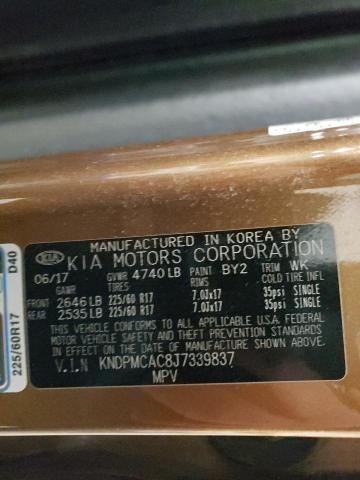 MANUFACTURED IN KOREA BY
KIA KIA MOTORS CORPORATION
06/17 GVWR 4740 LB PAINT BY2 TRIM WK
GAWR TIRES RIMS COLD TIRE INFL
FRONT 2646 LB 225/60 R17 7.0Jx17 35psi SINGLE
REAR 2535 LB 225/60 R17 7.0Jx17 35psi SINGLE
THIS VEHICLE CONFORMS TO ALL APPLICABLE U.S.A. FEDERAL
MOTOR VEHICLE SAFETY, BUMPER, AND THEFT PREVENTION
STANDARDS IN EFFECT ON THE DATE OF MANUFACTURE SHOWN ABOVE.
V.I.N KNDPMCAC8J7339837
MPV
225/60R17 D40